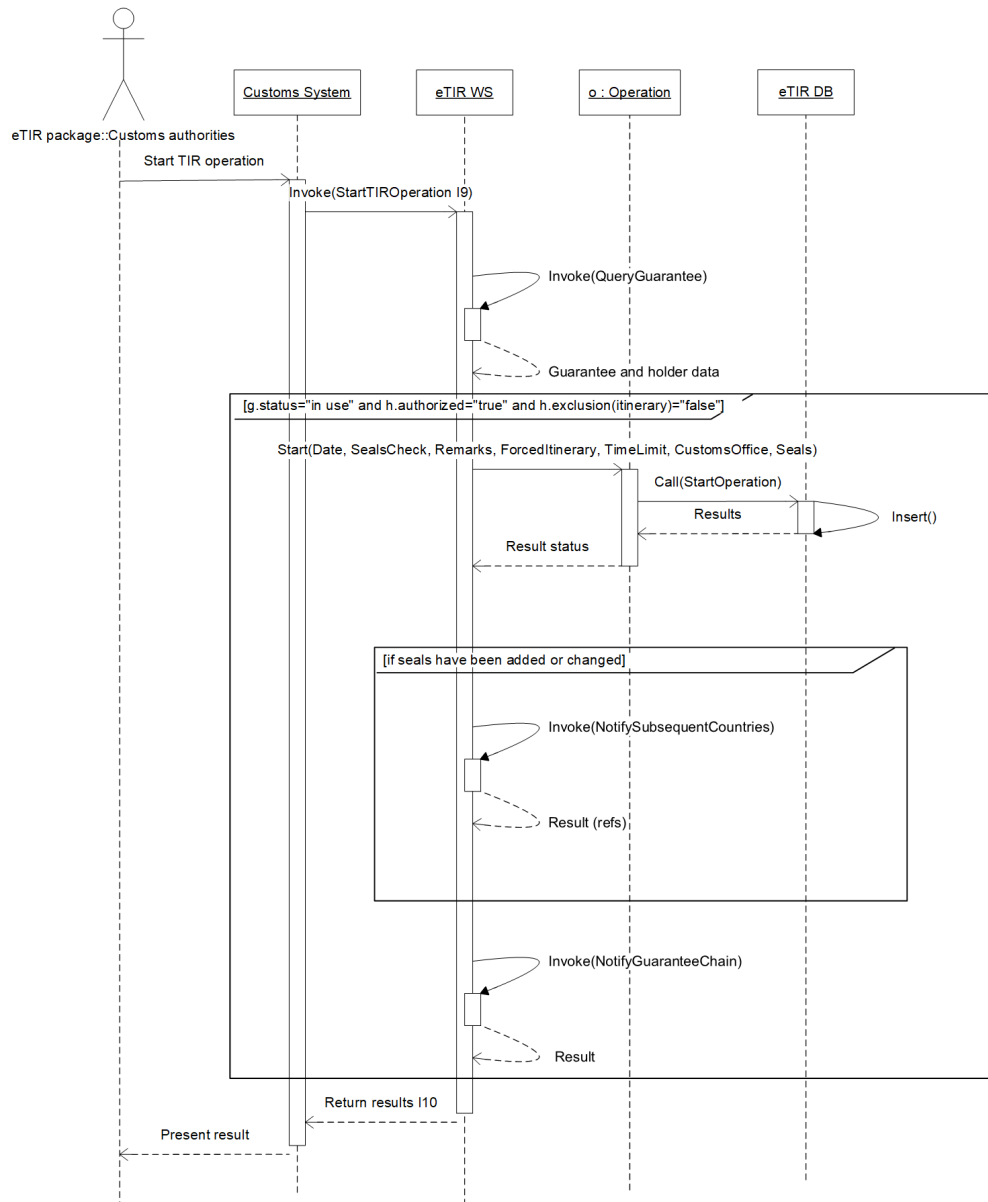 Customs System
eTIR WS
o : Operation
eTIR DB
eTIR package::Customs authorities
Start TIR operation
Invoke(StartTIROperation I9)
Invoke(QueryGuarantee)
Guarantee and holder data
[g.status="in use" and h.authorized="true" and h.exclusion(itinerary)="false"]
Start(Date, SealsCheck, Remarks, ForcedItinerary, TimeLimit, CustomsOffice, Seals)
Call(StartOperation)
Results
Insert()
Result status
[if seals have been added or changed]
Invoke(NotifySubsequentCountries)
Result (refs)
Invoke(NotifyGuaranteeChain)
Result
Return results I10
Present result